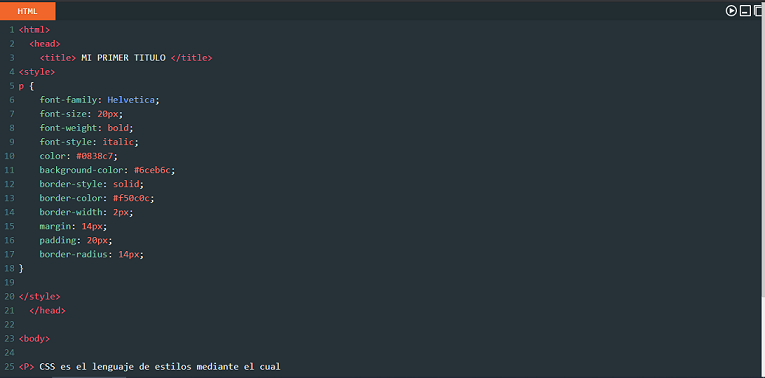 HTML
1 <html>
2 <head>
3 <title> MI PRIMER TITULO </title>
4 <style>
5 p {
6 font-family: Helvetica;
7 font-size: 20px;
8 font-weight: bold;
9 font-style: italic;
10 color: #0838c7;
11 background-color: #6ceb6c;
12 border-style: solid;
13 border-color: #f50c0c;
14 border-width: 2px;
15 margin: 14px;
16 padding: 20px;
17 border-radius: 14px;
18 }
19
20 </style>
21 </head>
22
23 <body>
24
25 <P> CSS es el lenguaje de estilos mediante el cual